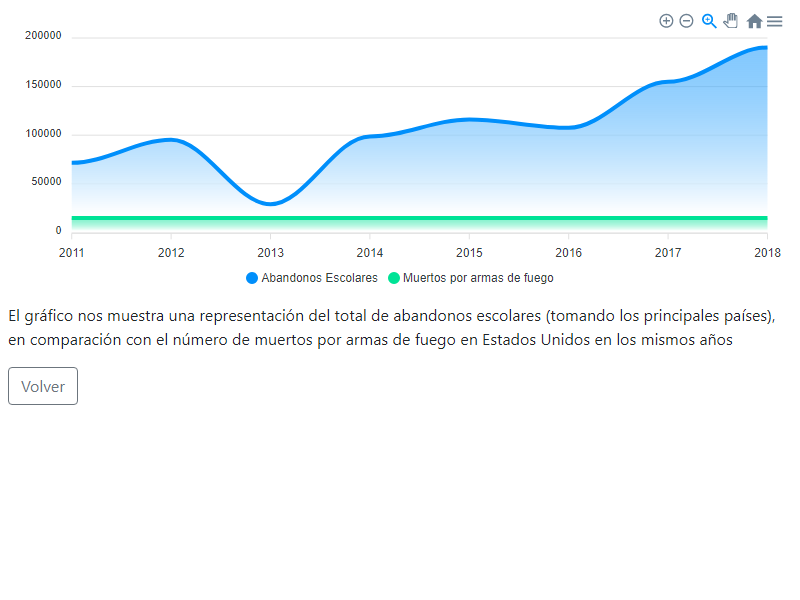 200000
150000
100000
50000
0
2011 2012 2013 2014 2015 2016 2017 2018
Abandonos Escolares Muertos por armas de fuego
El gráfico nos muestra una representación del total de abandonos escolares (tomando los principales países),
en comparación con el número de muertos por armas de fuego en Estados Unidos en los mismos años
Volver